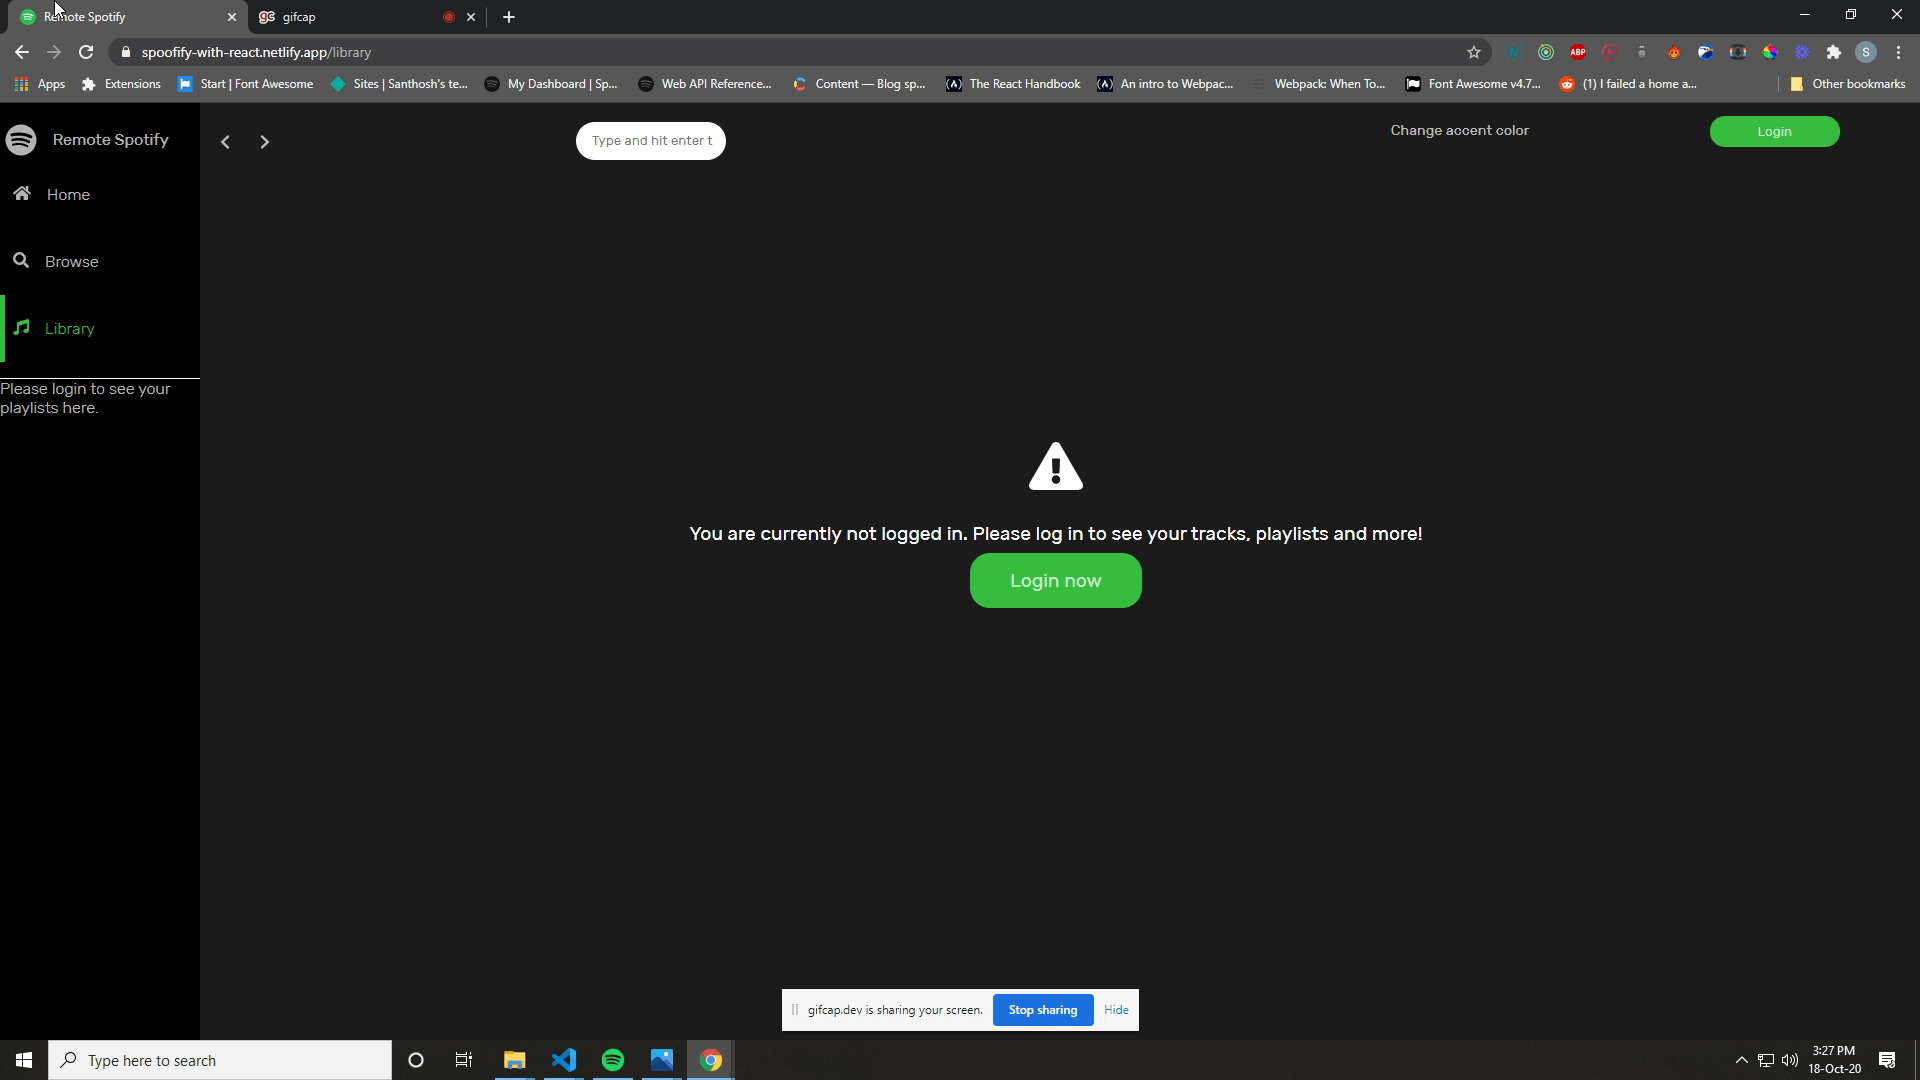 Remote Spotify
gc gifcap
spoofify-with-react.netlify.app/library
ABP
S
Apps
Extensions
Start | Font Awesome
Sites | Santhosh's te...
My Dashboard | Sp...
Web API Reference...
Content — Blog sp...
The React Handbook
An intro to Webpac...
Webpack: When To...
Font Awesome v4.7...
(1) I failed a home a...
Other bookmarks
Remote Spotify
Type and hit enter t
Change accent color
Login
Home
Browse
Library
Please login to see your
playlists here.
You are currently not logged in. Please log in to see your tracks, playlists and more!
Login now
gifcap.dev is sharing your screen.
Stop sharing
Hide
Type here to search
3:27 PM
18-Oct-20